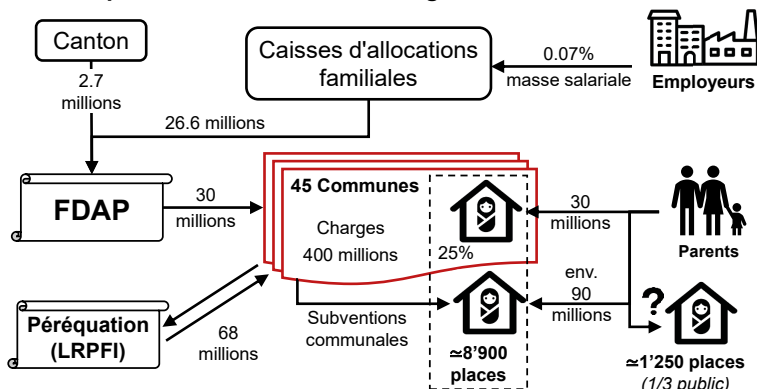 Canton
Caisses d'allocations
familiales
0.07%
masse salariale
Employeurs
2.7
millions
26.6 millions
FDAP
30
millions
45 Communes
Charges
400 millions
25%
30
millions
Parents
env.
90
millions
?
Péréquation
(LRPFI)
68
millions
Subventions
communales
≃8'900
places
≃1'250 places
(1/3 public)